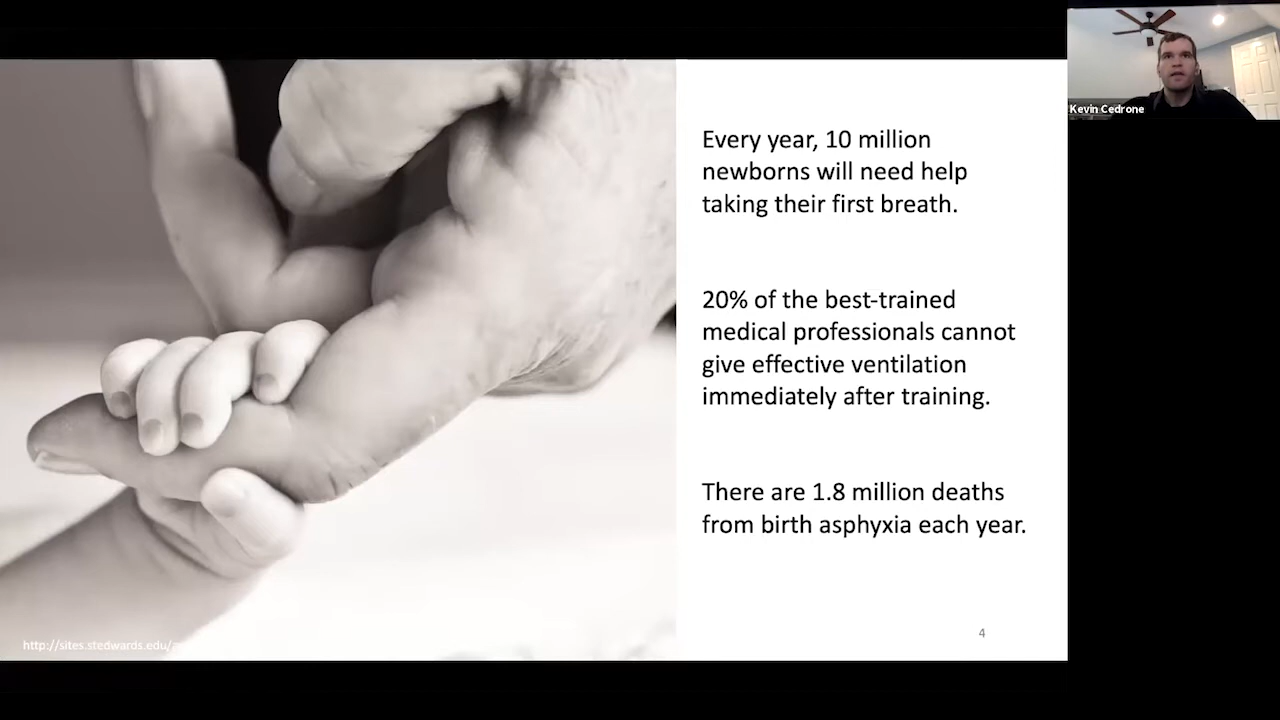 Kevin Cedrone
Every year, 10 million
newborns will need help
taking their first breath.
20% of the best-trained
medical professionals cannot
give effective ventilation
immediately after training.
There are 1.8 million deaths
from birth asphyxia each year.
http://sites.stedwards.edu/
4